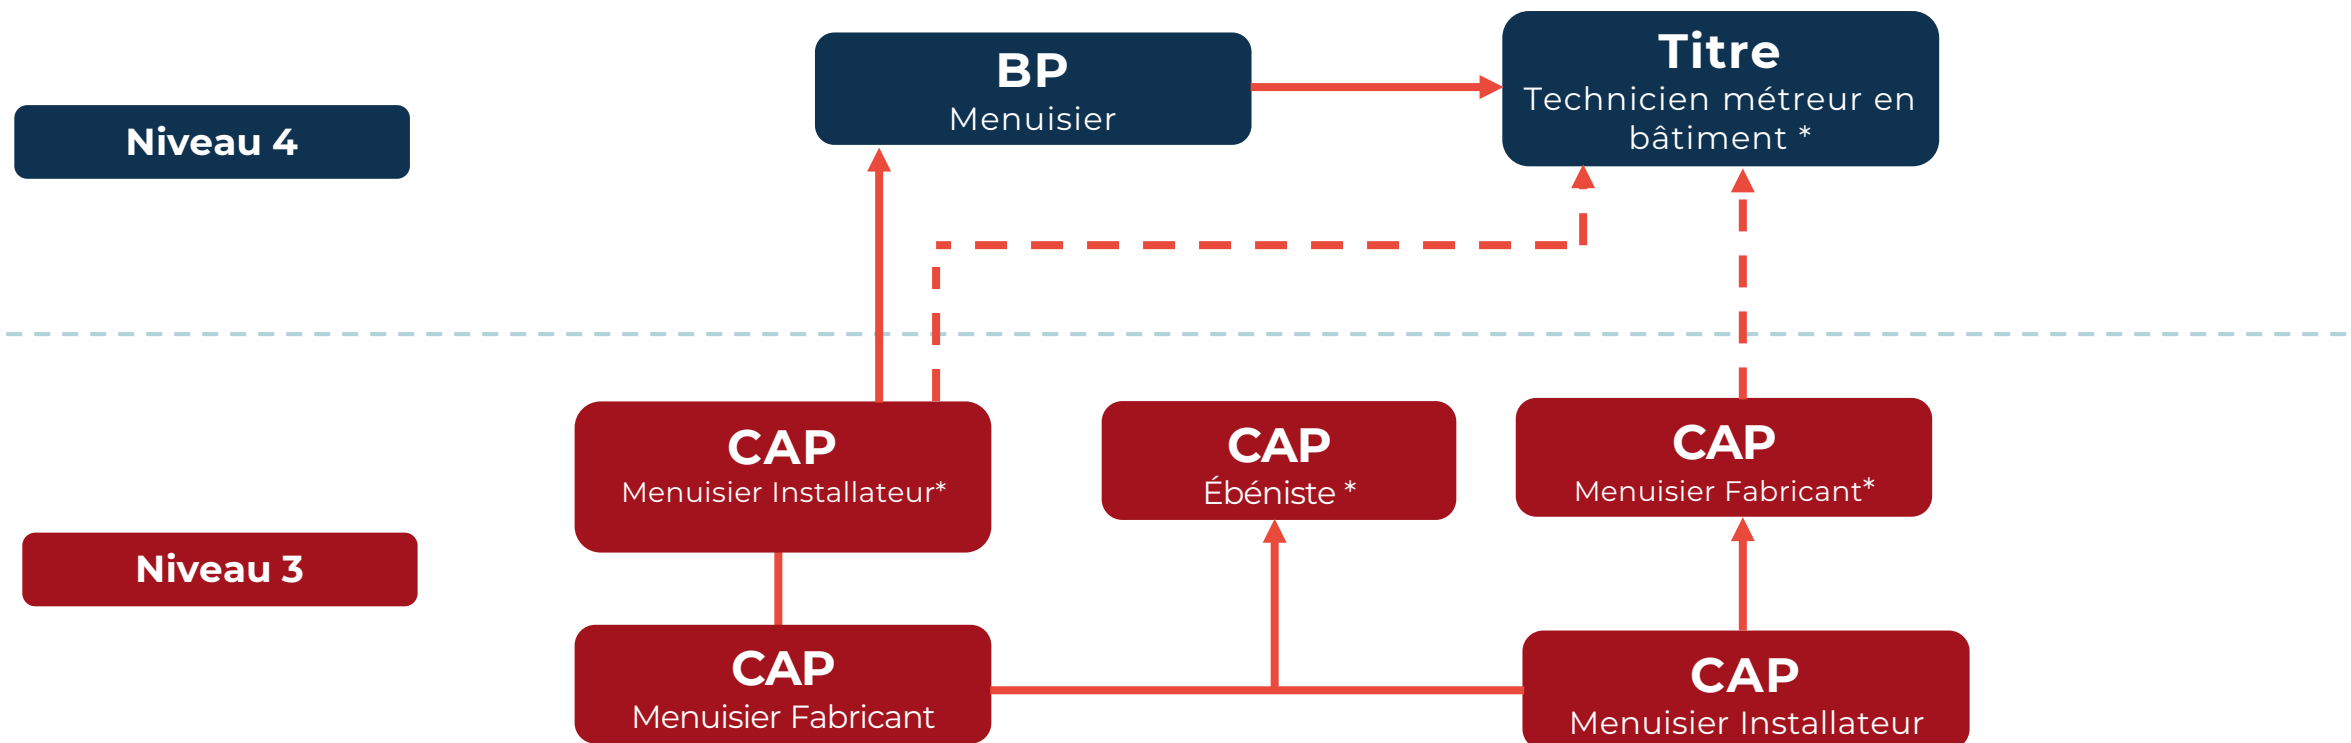 BP
Menuisier
Titre
Technicien métreur en
bâtiment *
Niveau 4
CAP
Menuisier Installateur*
CAP
Ébéniste *
CAP
Menuisier Fabricant*
Niveau 3
CAP
Menuisier Fabricant
CAP
Menuisier Installateur